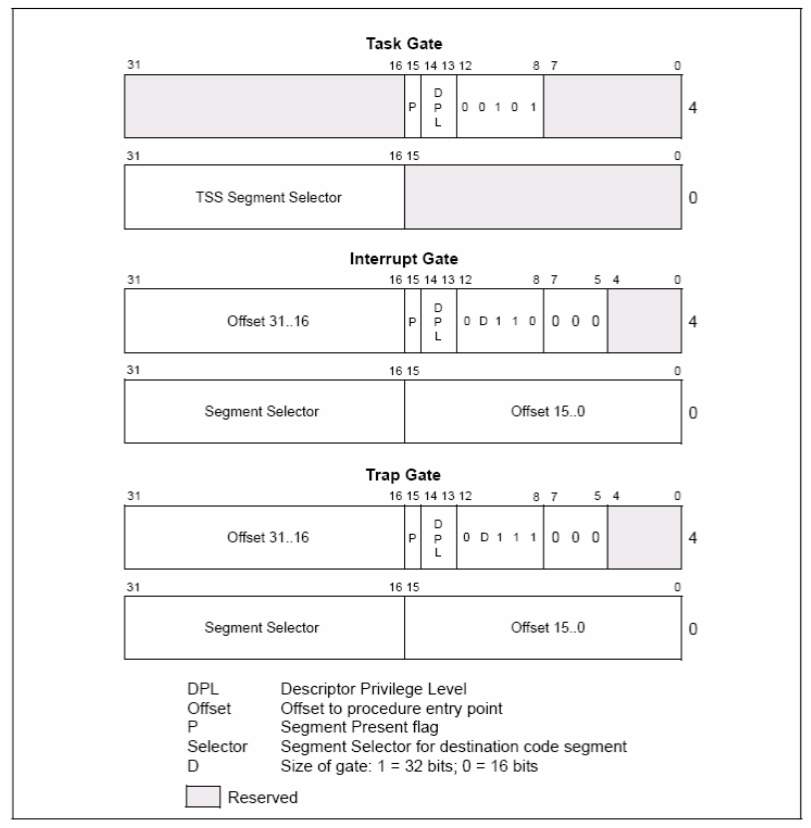 Task Gate
31 16 15 14 13 12 8 7 0
P D P L 0 0 1 0 1 4
31 16 15 0
TSS Segment Selector 0
Interrupt Gate
31 16 15 14 13 12 8 7 5 4 0
Offset 31..16 P D P L 0 D 1 1 0 0 0 0 4
31 16 15 0
Segment Selector Offset 15..0 0
Trap Gate
31 16 15 14 13 12 8 7 5 4 0
Offset 31..16 P D P L 0 D 1 1 1 0 0 0 4
31 16 15 0
Segment Selector Offset 15..0 0
DPL Descriptor Privilege Level
Offset Offset to procedure entry point
P Segment Present flag
Selector Segment Selector for destination code segment
D Size of gate: 1 = 32 bits; 0 = 16 bits
Reserved